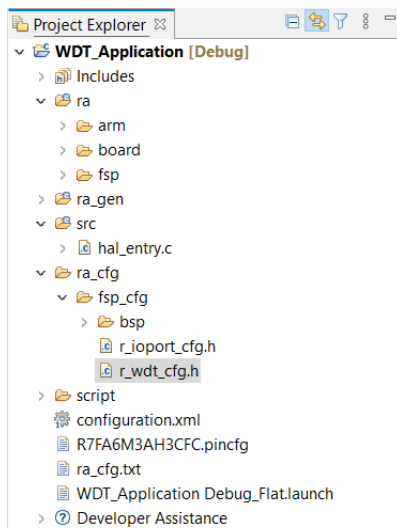 Project Explorer
WDT_Application [Debug]
Includes
ra
arm
board
fsp
ra_gen
src
hal_entry.c
ra_cfg
fsp_cfg
bsp
r_ioport_cfg.h
r_wdt_cfg.h
script
configuration.xml
R7FA6M3AH3CFC.pincfg
ra_cfg.txt
WDT_Application Debug_Flat.launch
Developer Assistance